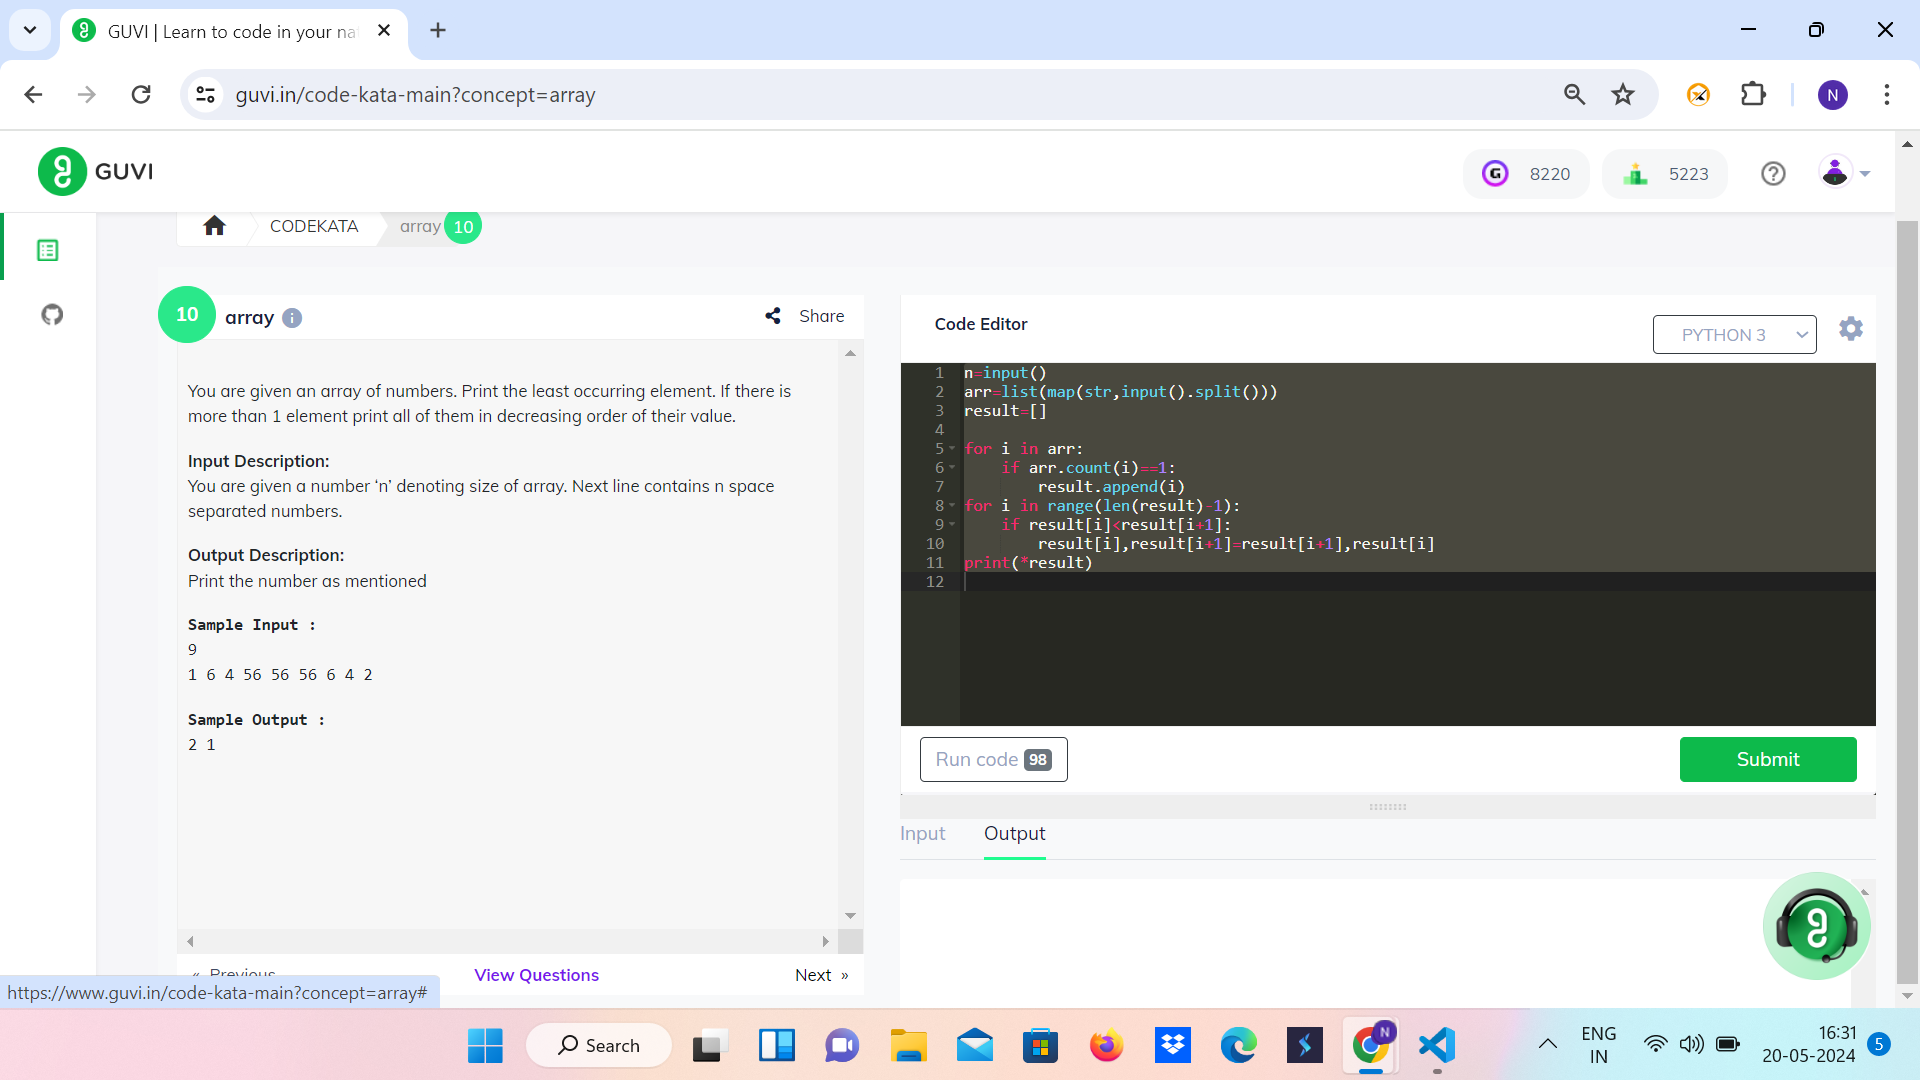 GUVI | Learn to code in your na
guvi.in/code-kata-main?concept=array
N
GUVI
G 8220
5223
CODEKATA
array 10
10 array
Share
You are given an array of numbers. Print the least occurring element. If there is
more than 1 element print all of them in decreasing order of their value.
Input Description:
You are given a number ‘n’ denoting size of array. Next line contains n space
separated numbers.
Output Description:
Print the number as mentioned
Sample Input :
9
1 6 4 56 56 56 6 4 2
Sample Output :
2 1
« Previous
View Questions
Next »
https://www.guvi.in/code-kata-main?concept=array#
Code Editor
PYTHON 3
1 n=input()
2 arr=list(map(str,input().split()))
3 result=[]
4
5 for i in arr:
6     if arr.count(i)==1:
7         result.append(i)
8 for i in range(len(result)-1):
9     if result[i]<result[i+1]:
10         result[i],result[i+1]=result[i+1],result[i]
11 print(*result)
12
Run code 98
Submit
Input
Output
Search
N
ENG
IN
16:31
20-05-2024
5